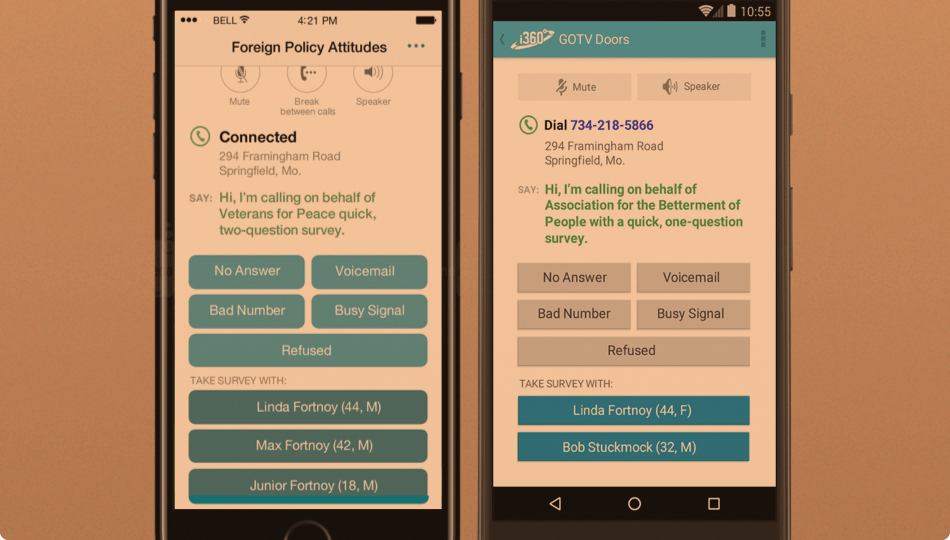 BELL 4:21 PM
Foreign Policy Attitudes
Mute
Break
between calls
Speaker
Connected
294 Framingham Road
Springfield, Mo.
SAY: Hi, I'm calling on behalf of
Veterans for Peace quick,
two-question survey.
No Answer
Voicemail
Bad Number
Busy Signal
Refused
TAKE SURVEY WITH:
Linda Fortnoy (44, M)
Max Fortnoy (42, M)
Junior Fortnoy (18, M)
10:55
i360 GOTV Doors
Mute
Speaker
Dial 734-218-5866
294 Framingham Road
Springfield, Mo.
SAY: Hi, I'm calling on behalf of
Association for the Betterment of
People with a quick, one-question
survey.
No Answer
Voicemail
Bad Number
Busy Signal
Refused
TAKE SURVEY WITH:
Linda Fortnoy (44, F)
Bob Stuckmock (32, M)